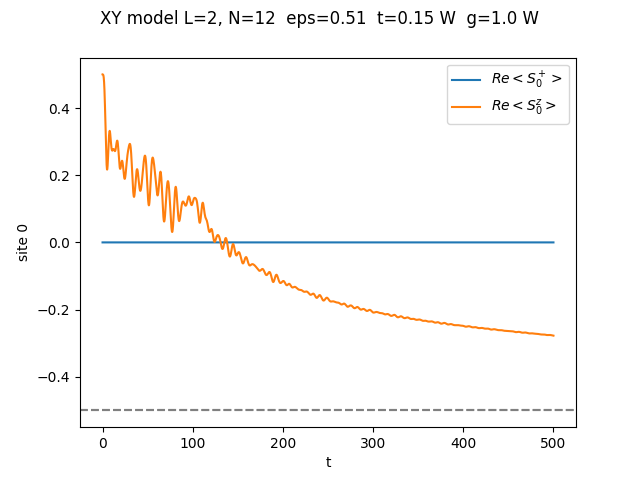 XY model L=2, N=12  eps=0.51  t=0.15 W  g=1.0 W
Re < S_0^+ >
Re < S_0^z >
0.4
0.2
0.0
−0.2
−0.4
site 0
0
100
200
300
400
500
t